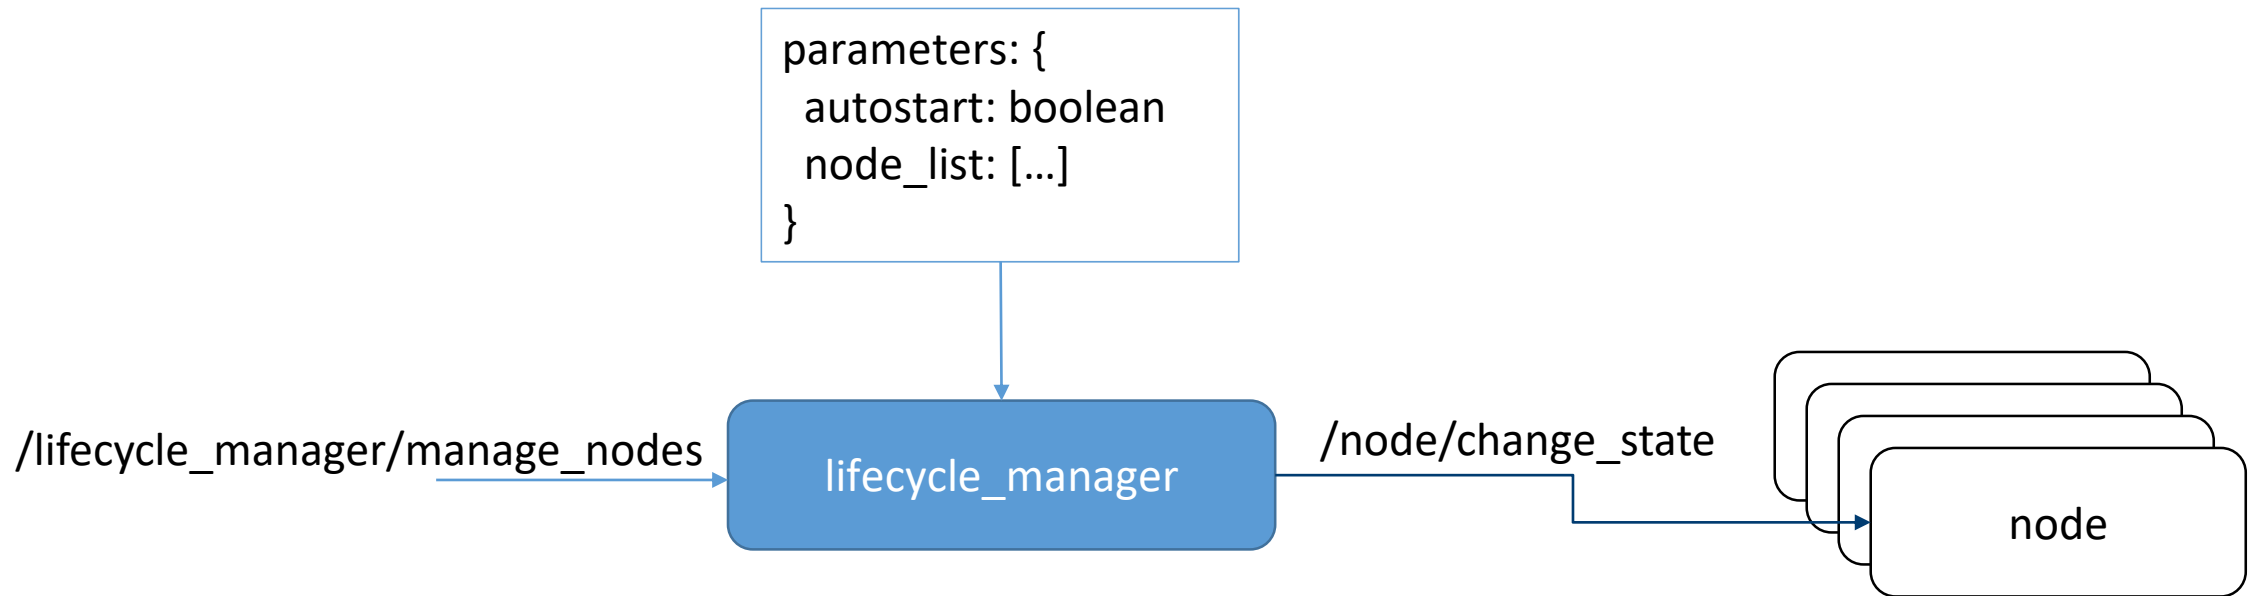 parameters: {
autostart: boolean
node_list: […]
}
/lifecycle_manager/manage_nodes
lifecycle_manager
/node/change_state
node